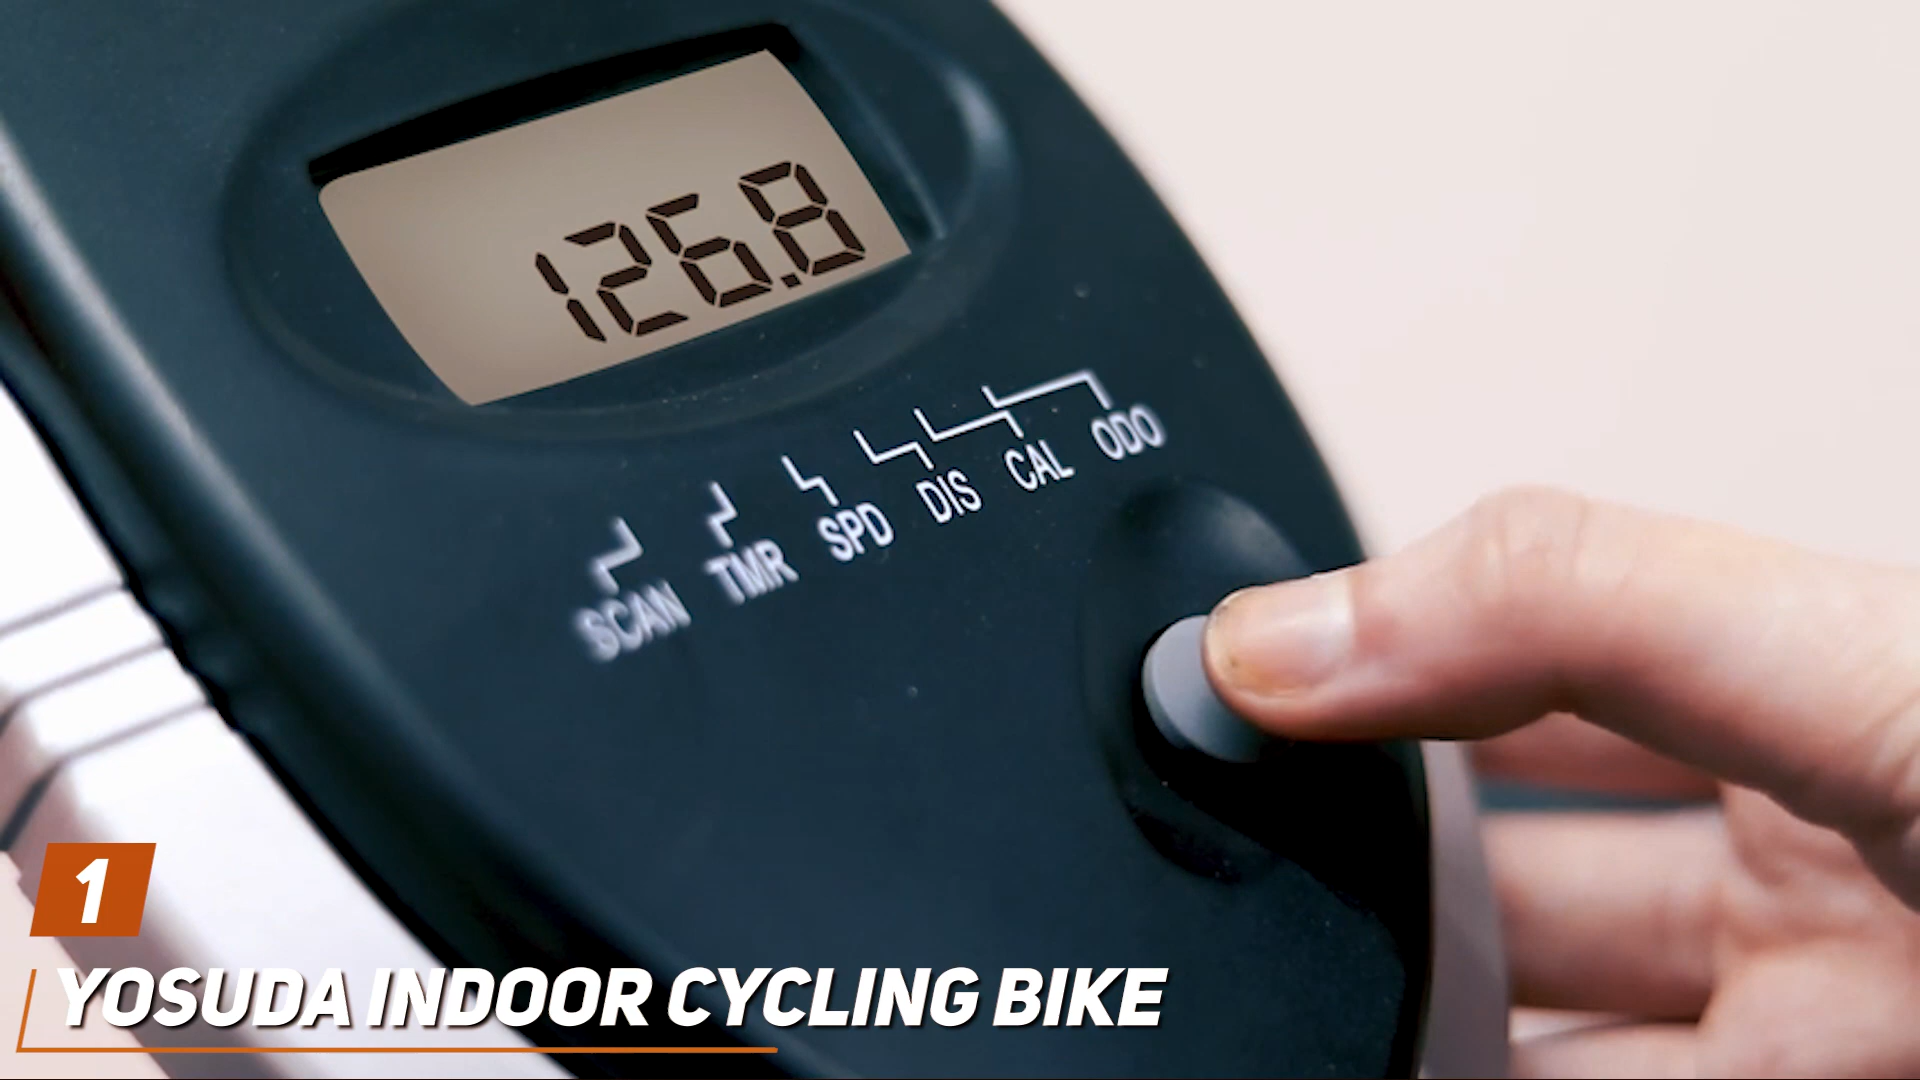 126.8
SCAN TMR SPD DIS CAL ODO
1
YOSUDA INDOOR CYCLING BIKE